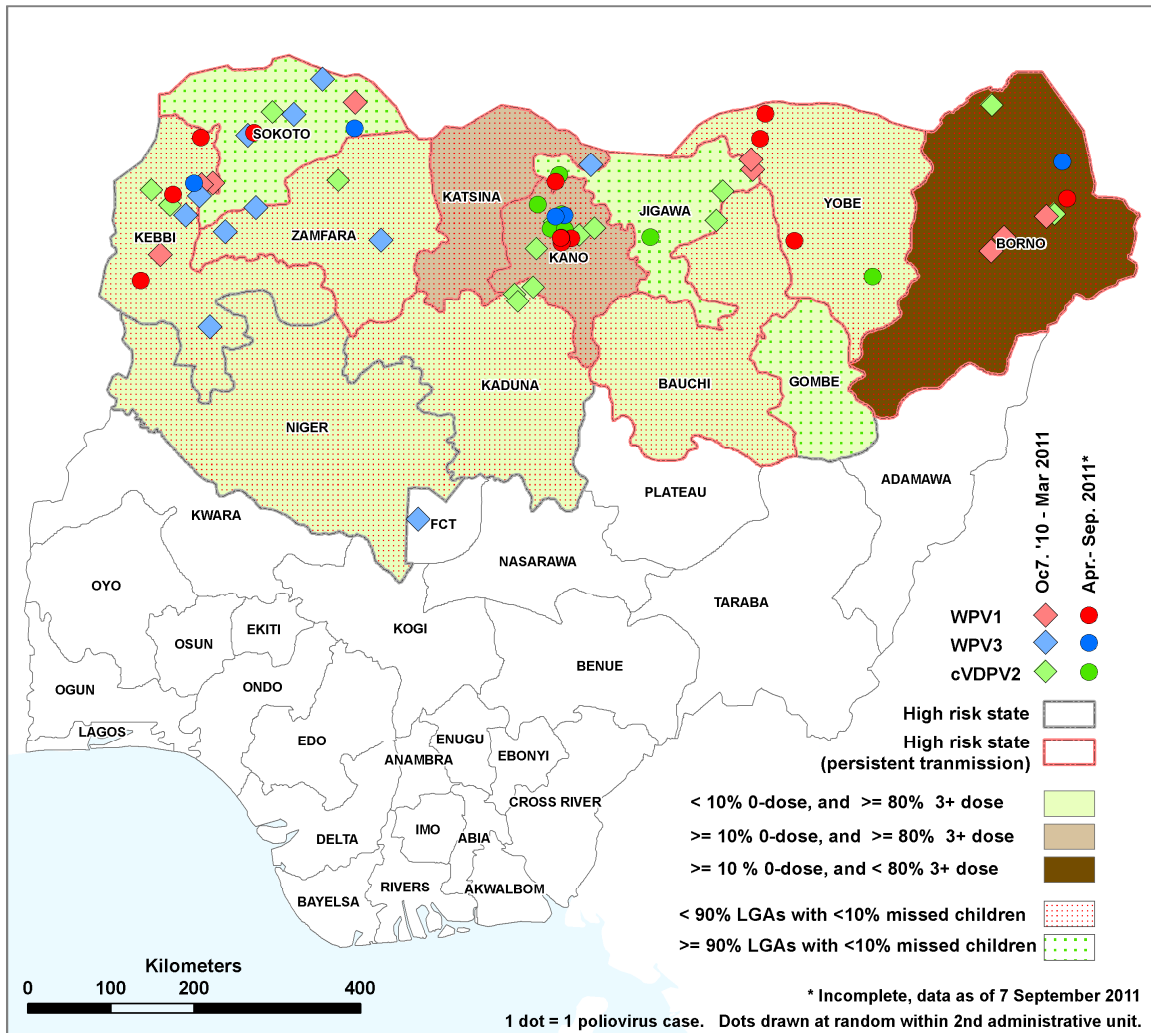 SOKOTO
KATSINA
JIGAWA
YOBE
KEBBI
ZAMFARA
KANO
BORNO
KADUNA
BAUCHI
GOMBE
NIGER
ADAMAWA
PLATEAU
KWARA
FCT
NASARAWA
OYO
TARABA
OSUN
EKITI
KOGI
BENUE
OGUN
ONDO
LAGOS
EDO
ENUGU
ANAMBRA
EBONYI
CROSS RIVER
IMO
ABIA
DELTA
RIVERS
AKWALBOM
BAYELSA
Oc7. '10 - Mar 2011
Apr.- Sep. 2011*
WPV1
WPV3
cVDPV2
High risk state
High risk state
(persistent tranmission)
< 10% 0-dose, and >= 80% 3+ dose
>= 10% 0-dose, and >= 80% 3+ dose
>= 10 % 0-dose, and < 80% 3+ dose
< 90% LGAs with <10% missed children
>= 90% LGAs with <10% missed children
Kilometers
0 100 200 400
* Incomplete, data as of 7 September 2011
1 dot = 1 poliovirus case. Dots drawn at random within 2nd administrative unit.